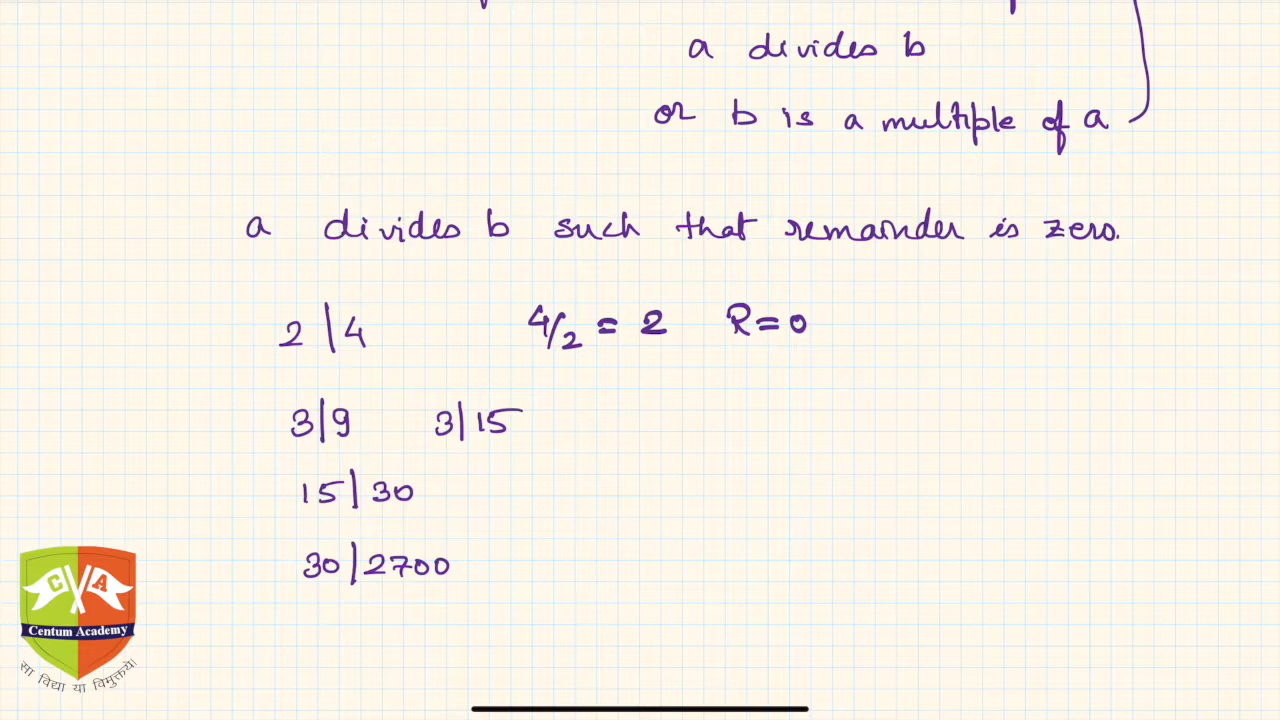 a divides b
or b is a multiple of a
a divides b such that remainder is zero.
2 | 4 4/2 = 2 R = 0
3|9 3|15
15|30
30|2700
C A
Centum Academy
सा विद्या या विमुक्तये।